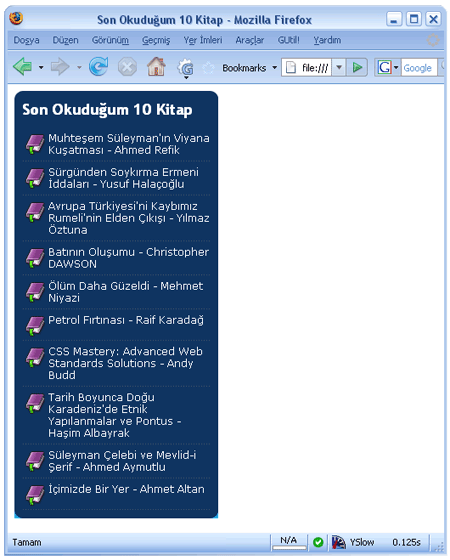 Son Okuduğum 10 Kitap - Mozilla Firefox
Dosya Düzen Görünüm Geçmiş Yer İmleri Araçlar GUtil! Yardım
Bookmarks file:/// G Google
Son Okuduğum 10 Kitap
Muhteşem Süleyman'ın Viyana
Kuşatması - Ahmed Refik
Sürgünden Soykırma Ermeni
İddaları - Yusuf Halaçoğlu
Avrupa Türkiyesi'ni Kaybımız
Rumeli'nin Elden Çıkışı - Yılmaz
Öztuna
Batının Oluşumu - Christopher
DAWSON
Ölüm Daha Güzeldi - Mehmet
Niyazi
Petrol Fırtınası - Raif Karadağ
CSS Mastery: Advanced Web
Standards Solutions - Andy
Budd
Tarih Boyunca Doğu
Karadeniz'de Etnik
Yapılanmalar ve Pontus -
Haşim Albayrak
Süleyman Çelebi ve Mevlid-i
Şerif - Ahmed Aymutlu
İçimizde Bir Yer - Ahmet Altan
Tamam N/A YSlow 0.125s